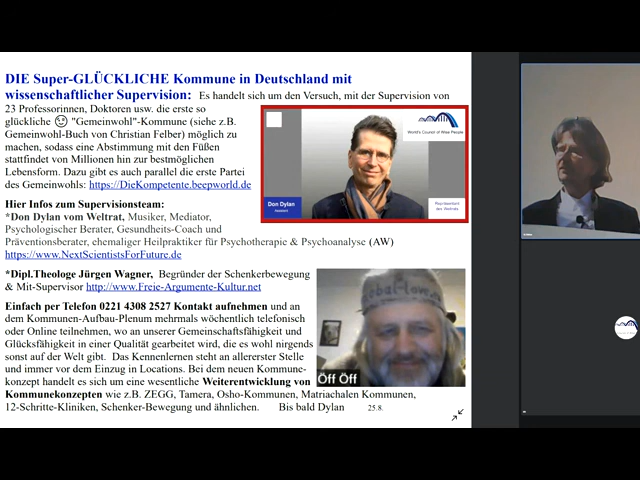 DIE Super-GLÜCKLICHE Kommune in Deutschland mit
wissenschaftlicher Supervision: Es handelt sich um den Versuch, mit der Supervision von
23 Professorinnen, Doktoren usw. die erste so
glückliche 😉 "Gemeinwohl"-Kommune (siehe z.B.
Gemeinwohl-Buch von Christian Felber) möglich zu
machen, sodass eine Abstimmung mit den Füßen
stattfindet von Millionen hin zur bestmöglichen
Lebensform. Dazu gibt es auch parallel die erste Partei
des Gemeinwohls: https://DieKompetente.beepworld.de
World's Council of Wise People
Don Dylan
Präsident des Weltrats
Hier Infos zum Supervisionsteam:
*Don Dylan vom Weltrat, Musiker, Mediator,
Psychologischer Berater, Gesundheits-Coach und
Präventionsberater, ehemaliger Heilpraktiker für Psychotherapie & Psychoanalyse (AW)
https://www.NextScientistsForFuture.de
*Dipl.Theologe Jürgen Wagner, Begründer der Schenkerbewegung
& Mit-Supervisor http://www.Freie-Argumente-Kultur.net
Einfach per Telefon 0221 4308 2527 Kontakt aufnehmen und an
dem Kommunen-Aufbau-Plenum mehrmals wöchentlich telefonisch
oder Online teilnehmen, wo an unserer Gemeinschaftsfähigkeit und
Glücksfähigkeit in einer Qualität gearbeitet wird, die es wohl nirgends
sonst auf der Welt gibt. Das Kennenlernen steht an allererster Stelle
und immer vor dem Einzug in Locations. Bei dem neuen Kommune-
konzept handelt es sich um eine wesentliche Weiterentwicklung von
Kommunekonzepten wie z.B. ZEGG, Tamera, Osho-Kommunen, Matriachalen Kommunen,
12-Schritte-Kliniken, Schenker-Bewegung und ähnlichen. Bis bald Dylan 25.8.
Öff Öff